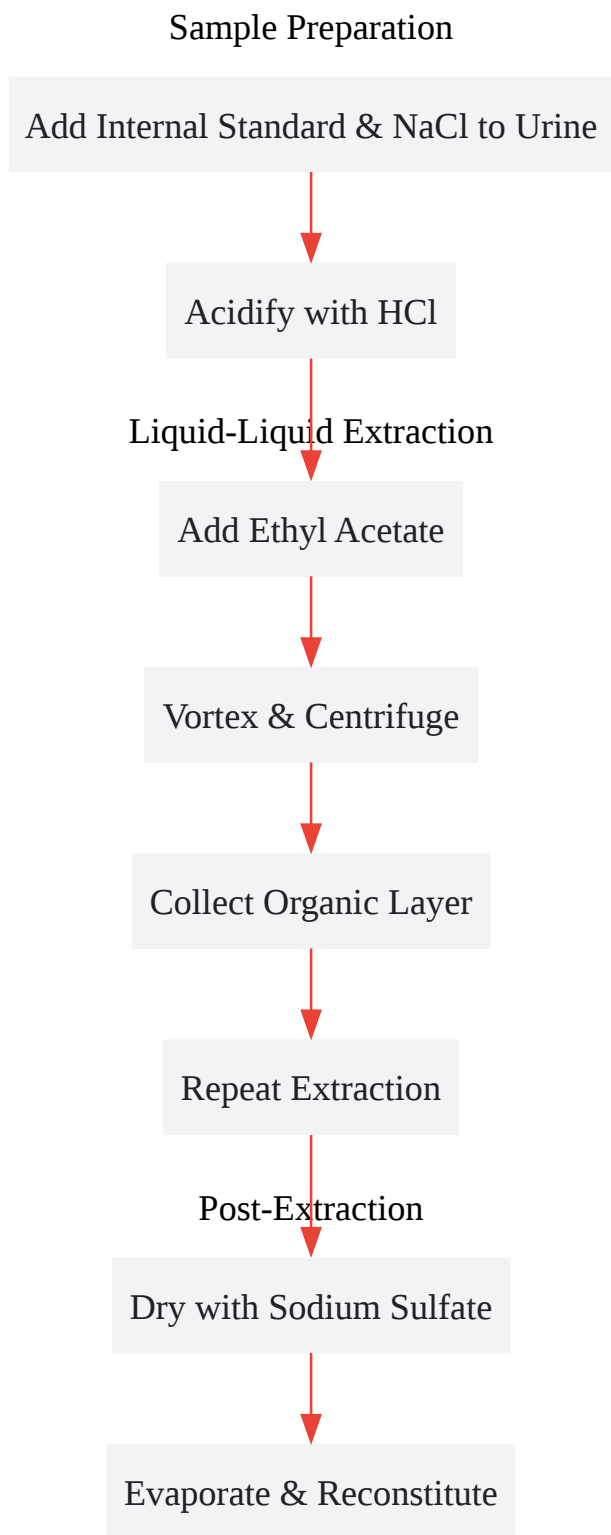 Sample Preparation
Add Internal Standard & NaCl to Urine
Acidify with HCl
Liquid-Liquid Extraction
Add Ethyl Acetate
Vortex & Centrifuge
Collect Organic Layer
Repeat Extraction
Post-Extraction
Dry with Sodium Sulfate
Evaporate & Reconstitute